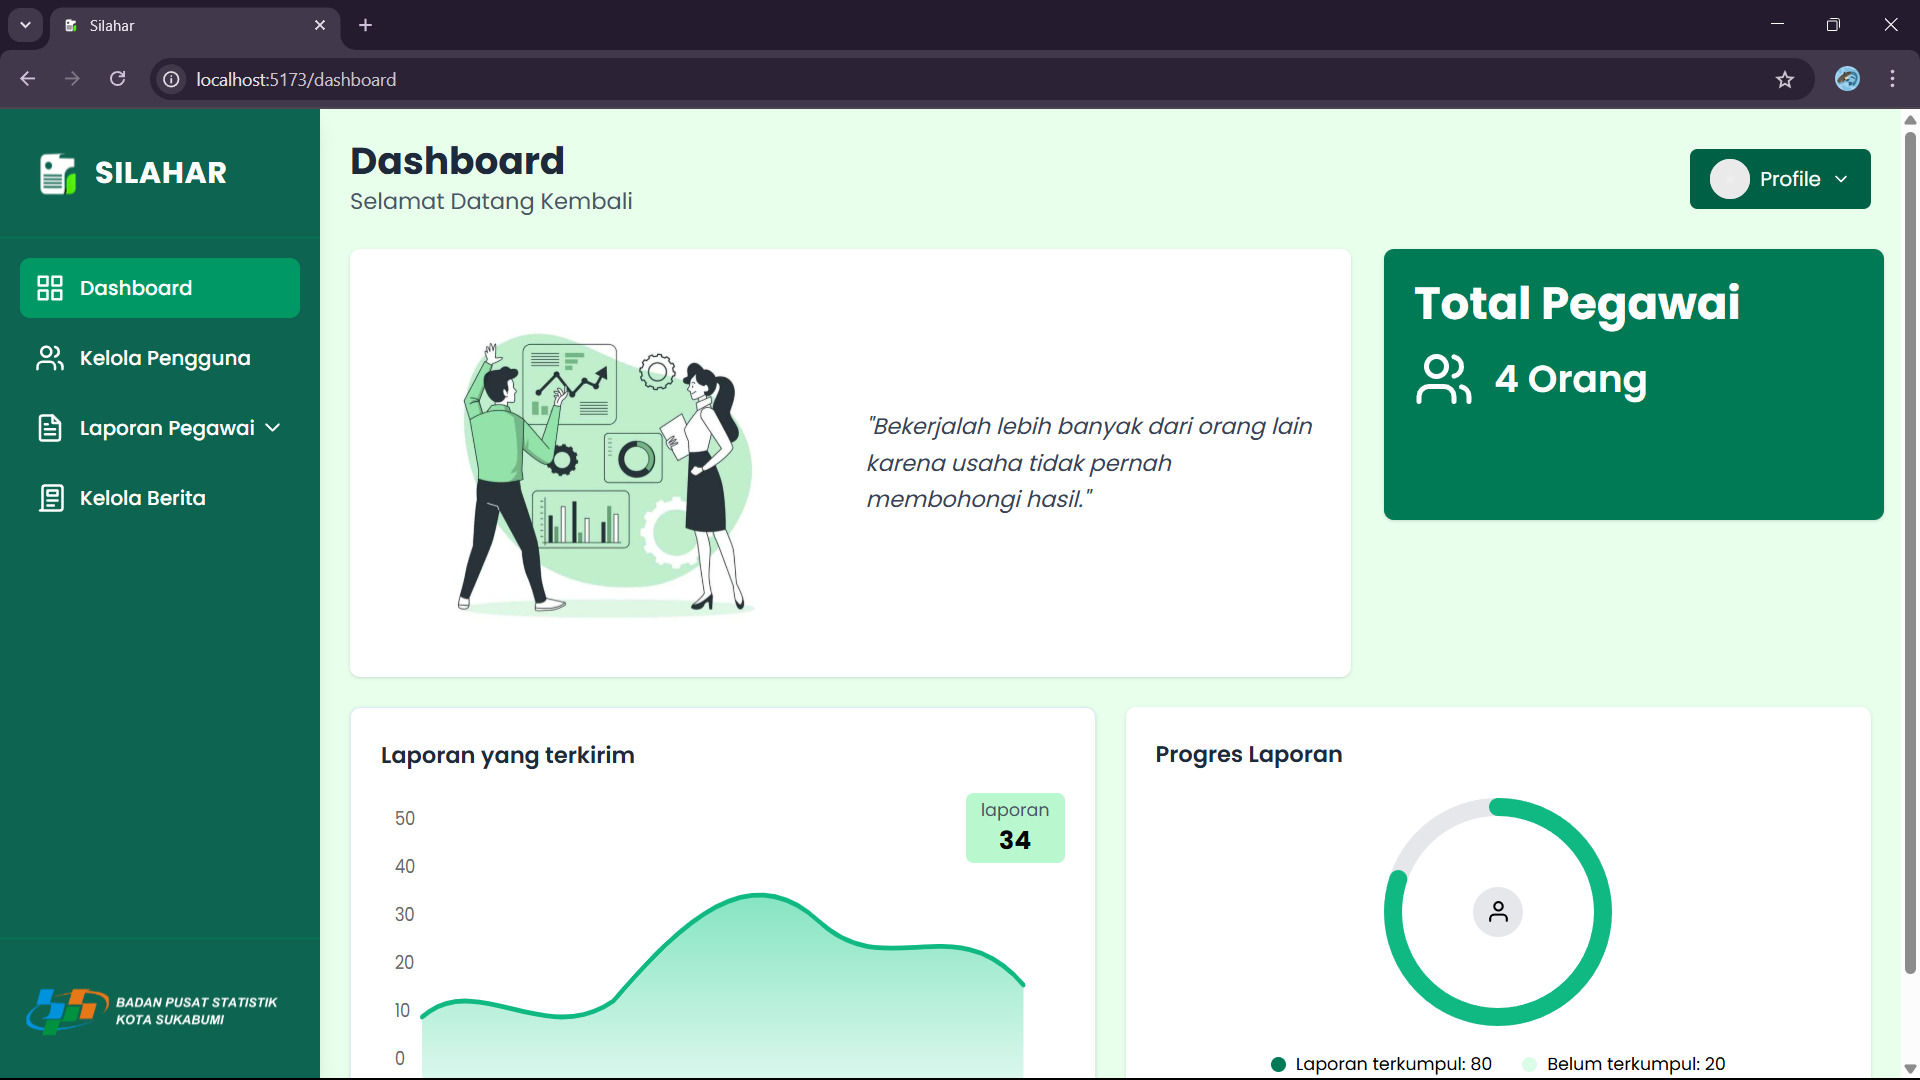 Silahar
localhost:5173/dashboard
SILAHAR
Dashboard
Kelola Pengguna
Laporan Pegawai
Kelola Berita
BADAN PUSAT STATISTIK
KOTA SUKABUMI
Dashboard
Selamat Datang Kembali
Profile
"Bekerjalah lebih banyak dari orang lain
karena usaha tidak pernah
membohongi hasil."
Total Pegawai
4 Orang
Laporan yang terkirim
laporan
34
50
40
30
20
10
0
Progres Laporan
Laporan terkumpul: 80
Belum terkumpul: 20